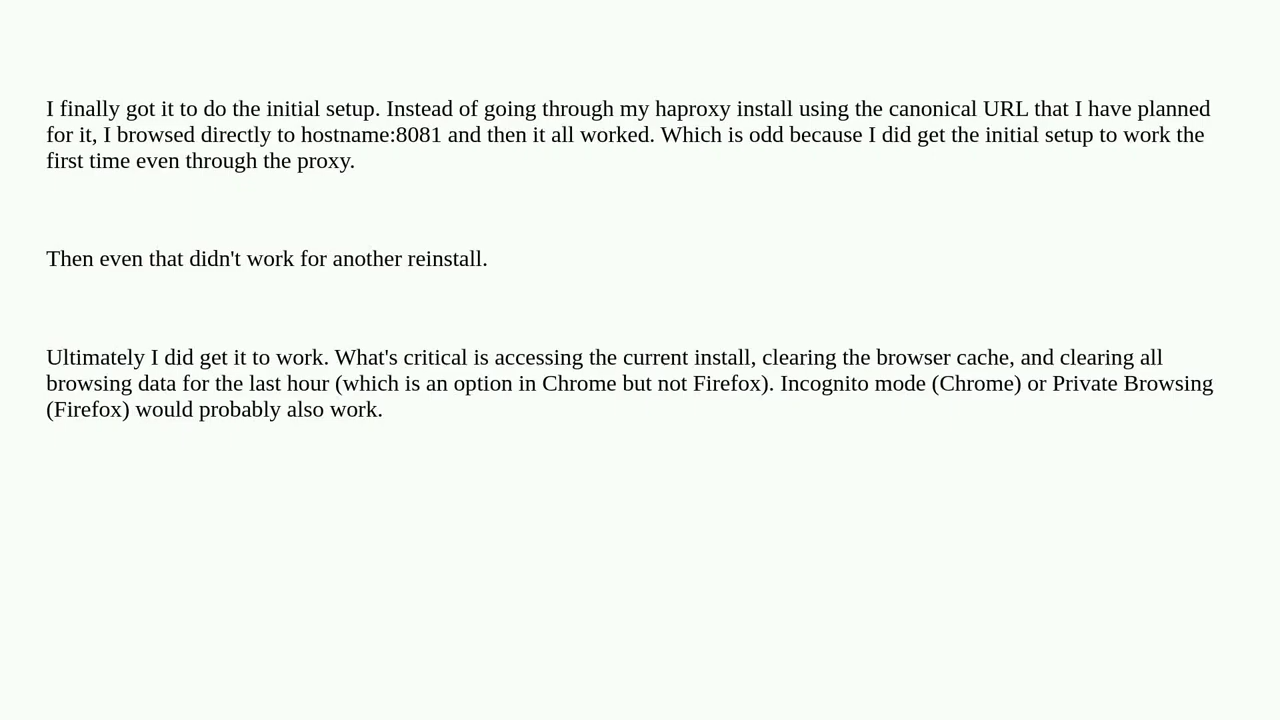 I finally got it to do the initial setup. Instead of going through my haproxy install using the canonical URL that I have planned
for it, I browsed directly to hostname:8081 and then it all worked. Which is odd because I did get the initial setup to work the
first time even through the proxy.
Then even that didn't work for another reinstall.
Ultimately I did get it to work. What's critical is accessing the current install, clearing the browser cache, and clearing all
browsing data for the last hour (which is an option in Chrome but not Firefox). Incognito mode (Chrome) or Private Browsing
(Firefox) would probably also work.